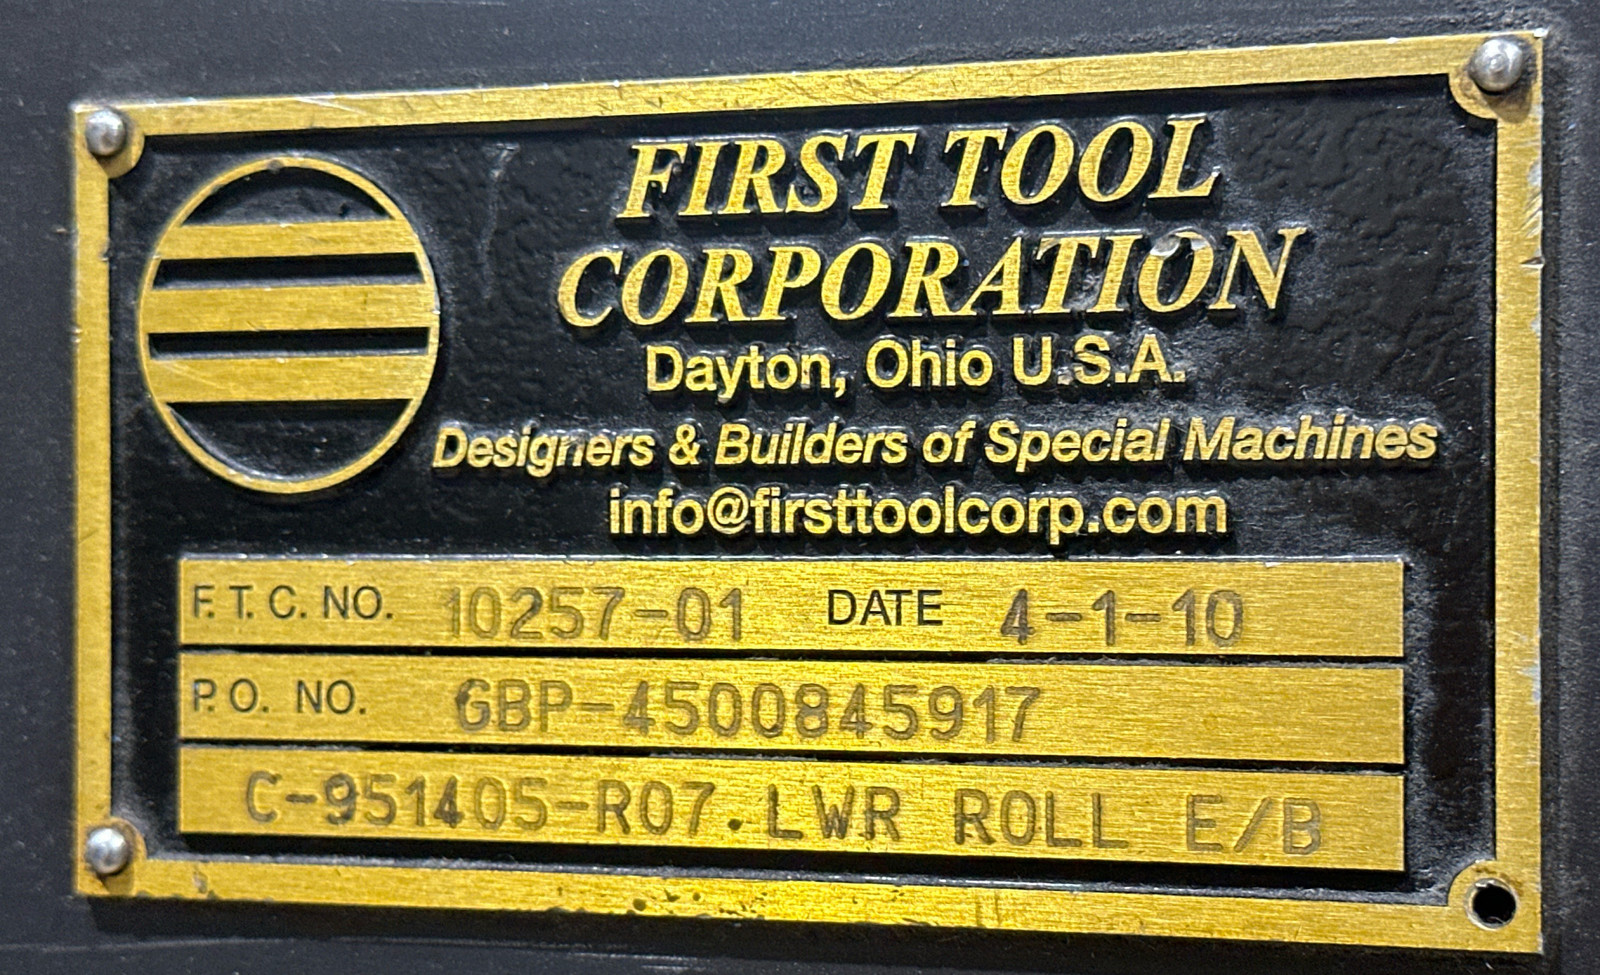 FIRST TOOL
CORPORATION
Dayton, Ohio U.S.A.
Designers & Builders of Special Machines
info@firsttoolcorp.com
F.T.C. NO. 10257-01 DATE 4-1-10
P.O. NO. GBP-4500845917
C-951405-R07.LWR ROLL E/B